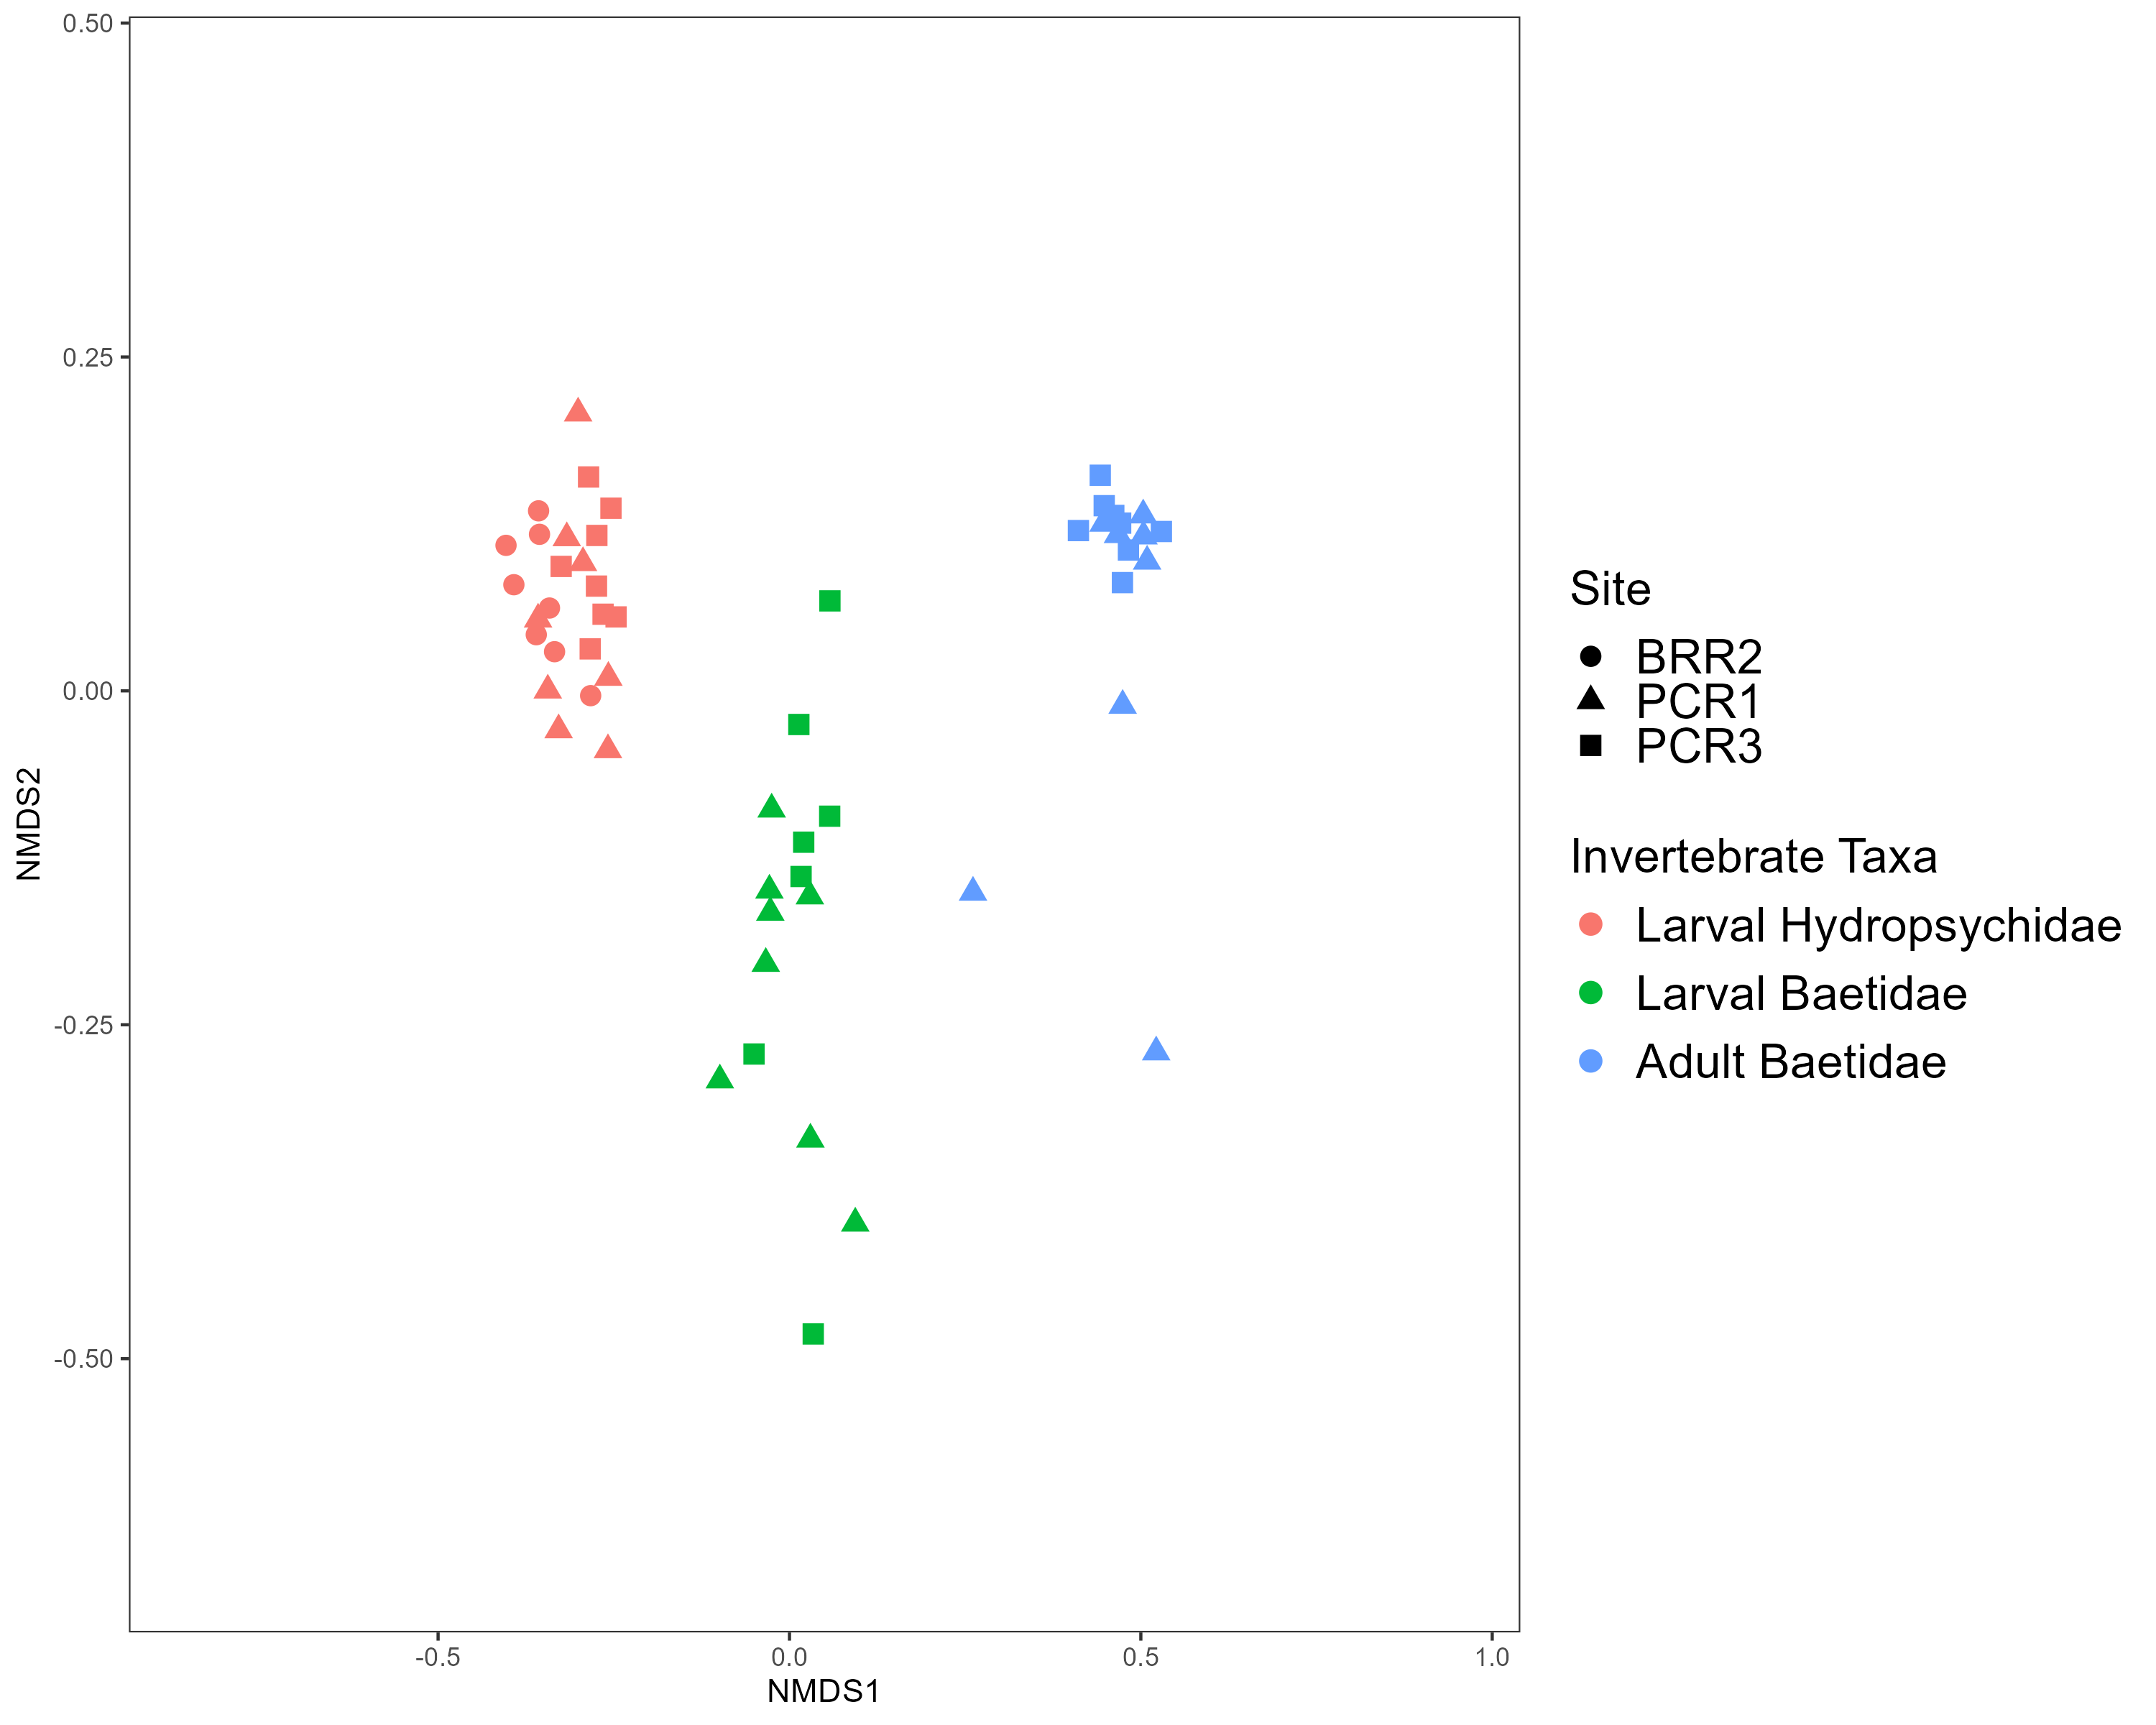 0.50
0.25
0.00
-0.25
-0.50
NMDS2
-0.5 0.0 0.5 1.0
NMDS1
Site
BRR2
PCR1
PCR3
Invertebrate Taxa
Larval Hydropsychidae
Larval Baetidae
Adult Baetidae